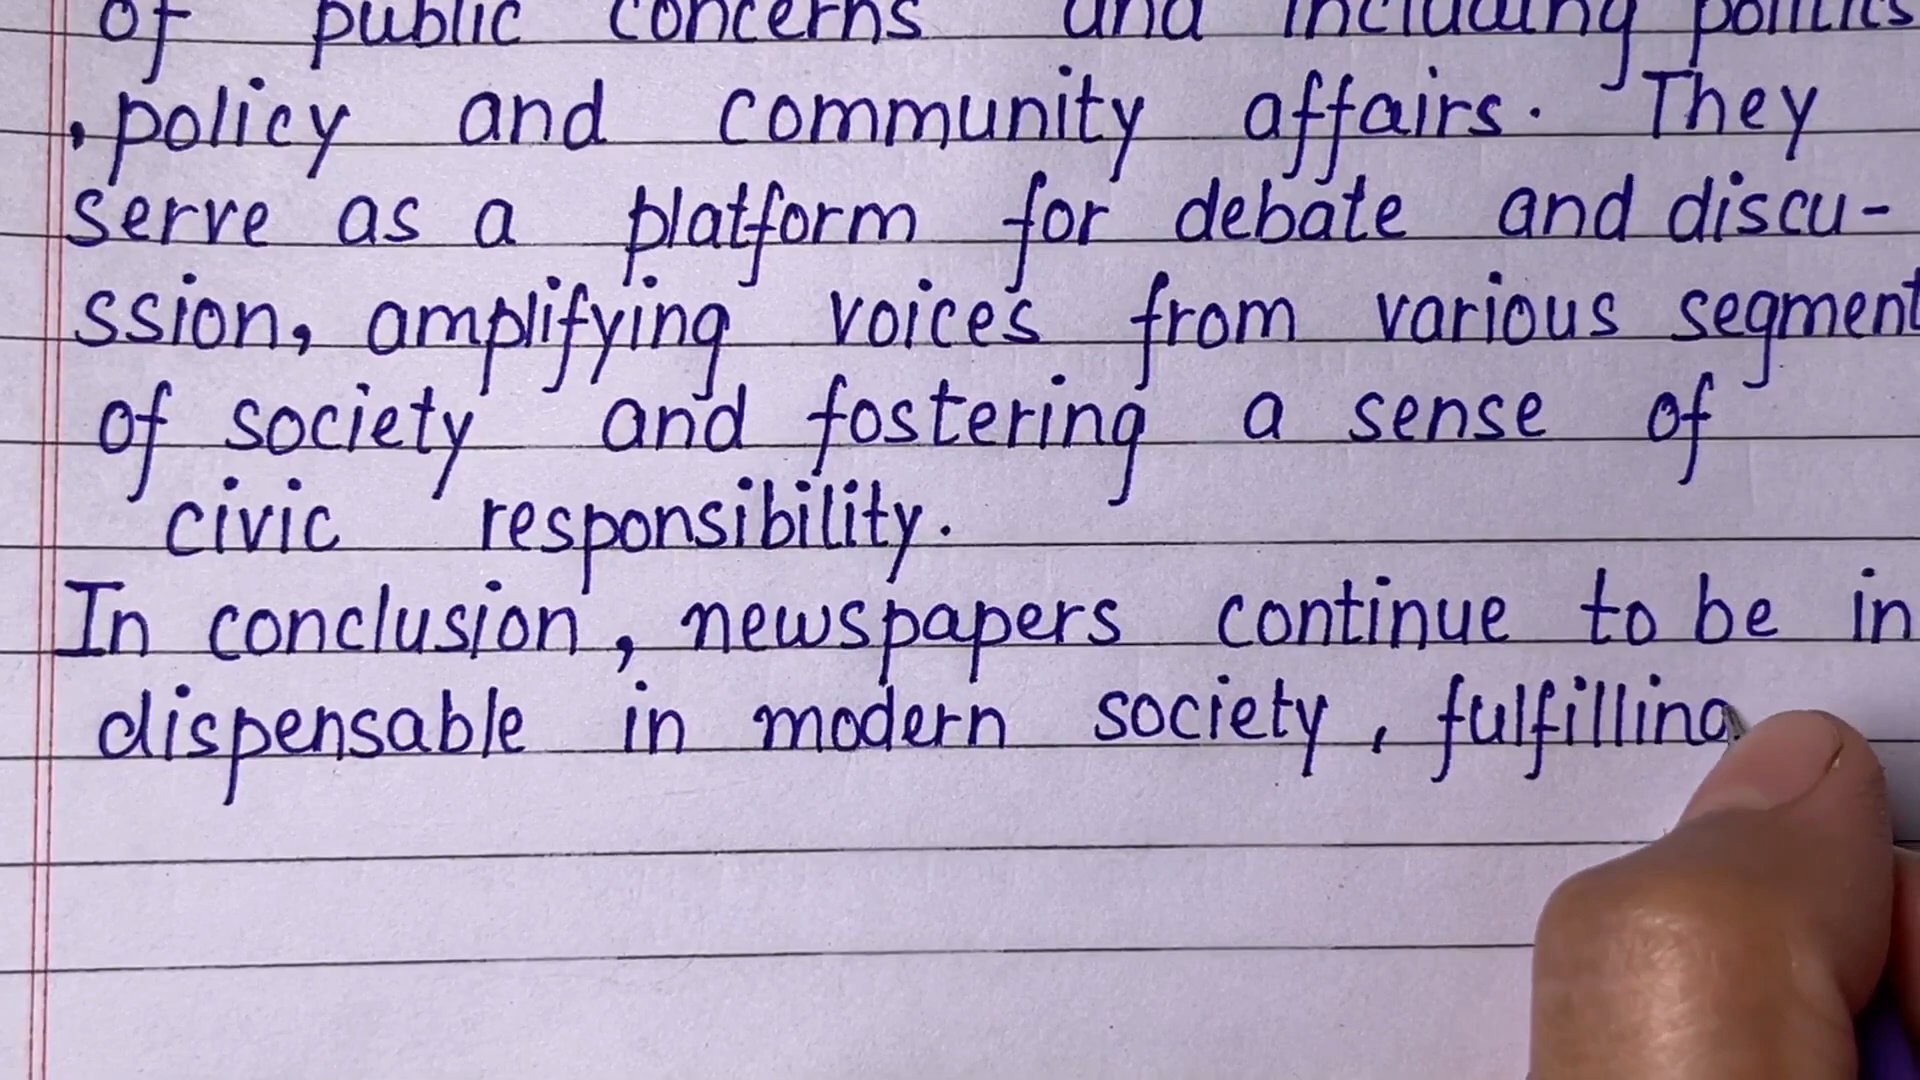 of public concerns and including politics
, policy and community affairs. They
serve as a platform for debate and discu-
ssion, amplifying voices from various segment
of society and fostering a sense of
civic responsibility.
In conclusion, newspapers continue to be in
dispensable in modern society, fulfilling